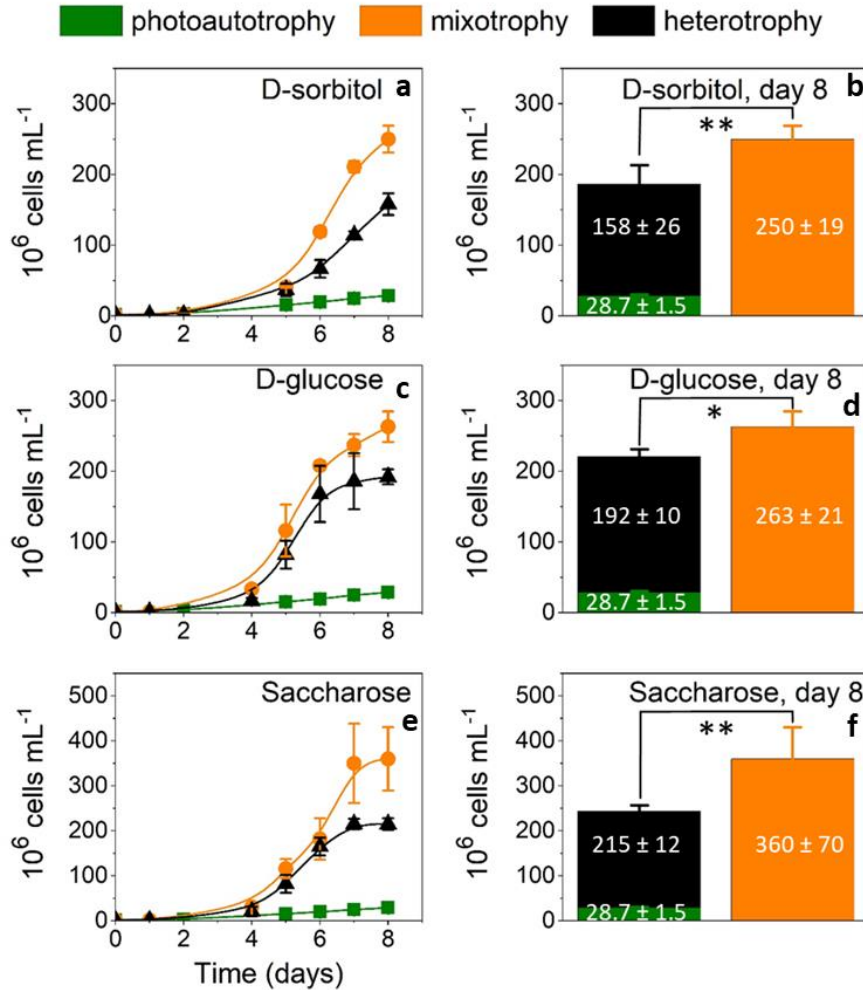 photoautotrophy mixotrophy heterotrophy
D-sorbitol a
10⁶ cells mL⁻¹
300
200
100
0
0 2 4 6 8
D-sorbitol, day 8 b
**
10⁶ cells mL⁻¹
300
200
100
0
158 ± 26
250 ± 19
28.7 ± 1.5
D-glucose c
10⁶ cells mL⁻¹
300
200
100
0
0 2 4 6 8
D-glucose, day 8
d
*
10⁶ cells mL⁻¹
300
200
100
0
192 ± 10
263 ± 21
28.7 ± 1.5
Saccharose e
10⁶ cells mL⁻¹
500
400
300
200
100
0
0 2 4 6 8
Time (days)
Saccharose, day 8
f
**
10⁶ cells mL⁻¹
500
400
300
200
100
0
215 ± 12
360 ± 70
28.7 ± 1.5